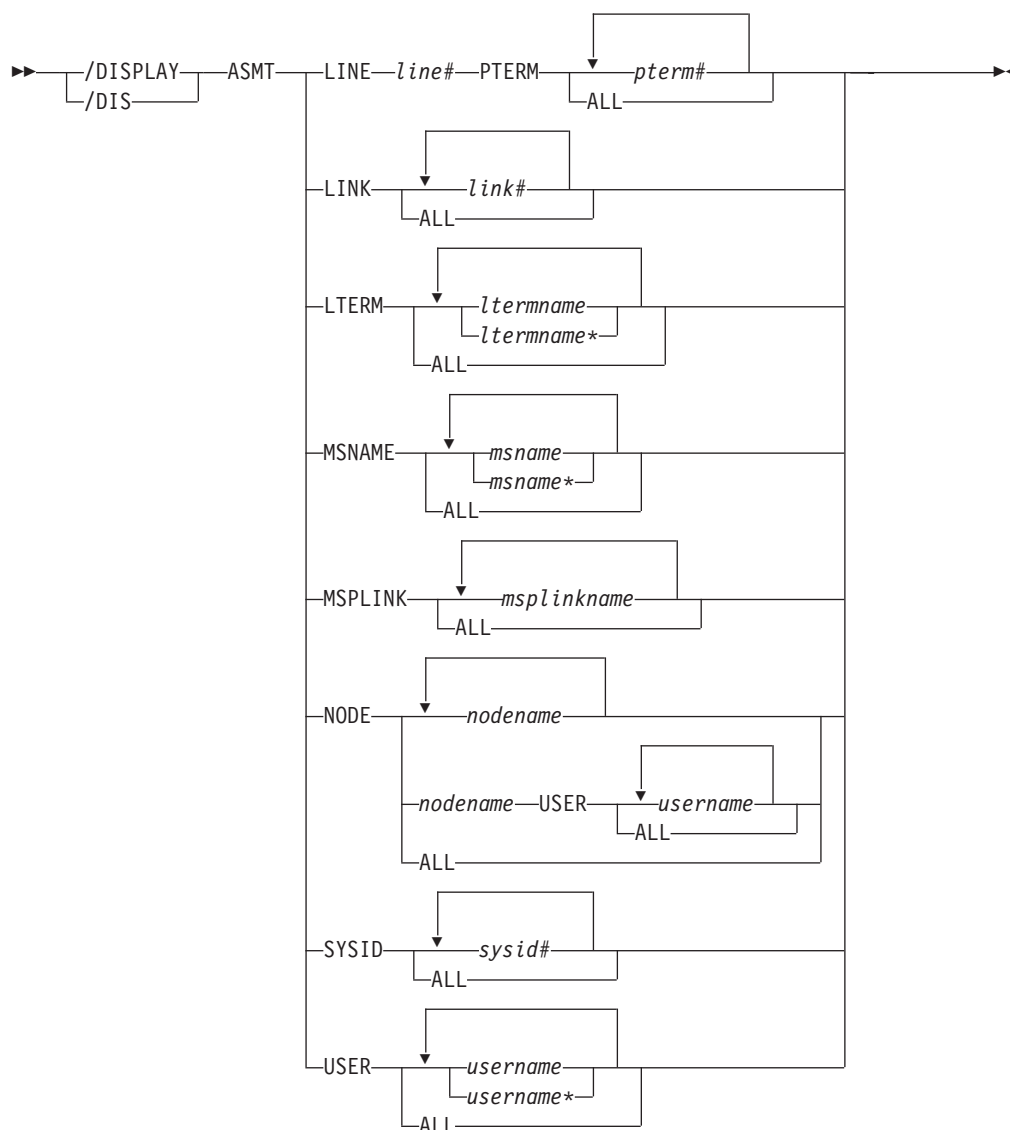 /DISPLAY ASMT LINE line# PTERM pterm#
/DIS ALL
LINK link#
ALL
LTERM ltermname
ltermname*
ALL
MSNAME msname
msname*
ALL
MSPLINK msplinkname
ALL
NODE nodename
nodename USER username
ALL
ALL
SYSID sysid#
ALL
USER username
username*
ALL